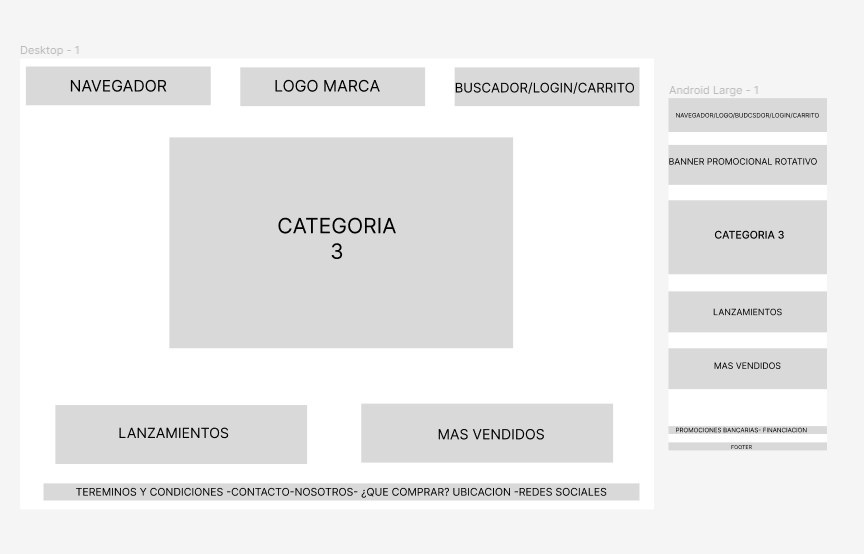 Desktop - 1
NAVEGADOR
LOGO MARCA
BUSCADOR/LOGIN/CARRITO
CATEGORIA
3
LANZAMIENTOS
MAS VENDIDOS
TEREMINOS Y CONDICIONES -CONTACTO-NOSOTROS- ¿QUE COMPRAR? UBICACION -REDES SOCIALES
Android Large - 1
NAVEGADOR/LOGO/BUDCSDOR/LOGIN/CARRITO
BANNER PROMOCIONAL ROTATIVO
CATEGORIA 3
LANZAMIENTOS
MAS VENDIDOS
PROMOCIONES BANCARIAS- FINANCIACION
FOOTER